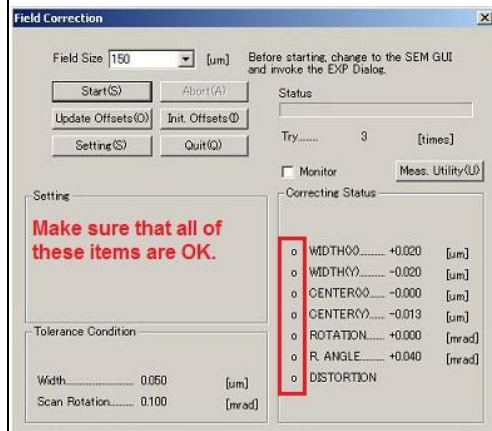 Field Correction
Field Size 150 [um]
Before starting, change to the SEM GUI
and invoke the EXP Dialog.
Start(S) Abort(A)
Status
Update Offsets(O) Init. Offsets(I)
Try....... 3 [times]
Setting(S) Quit(Q)
Monitor Meas. Utility(U)
Setting
Correcting Status
Make sure that all of
these items are OK.
o WIDTH(X)........ +0.020 [um]
o WIDTH(Y)........ -0.020 [um]
o CENTER(X)...... -0.000 [um]
o CENTER(Y)...... -0.013 [um]
o ROTATION....... +0.000 [mrad]
o R. ANGLE........ +0.040 [mrad]
o DISTORTION
Tolerance Condition
Width......................... 0.050 [um]
Scan Rotation.......... 0.100 [mrad]